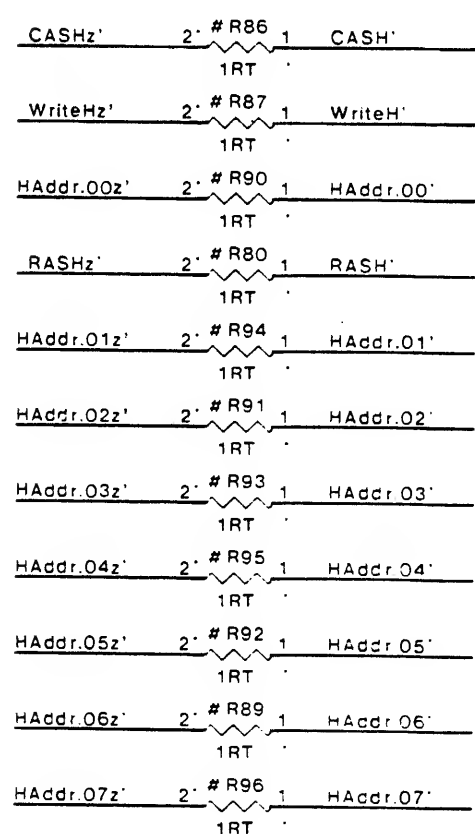 CASHz' 2· # R86 1 CASH'
1RT
WriteHz' 2· # R87 1 WriteH'
1RT
HAddr.00z' 2· # R90 1 HAddr.00'
1RT
RASHz' 2· # R80 1 RASH'
1RT
HAddr.01z' 2· # R94 1 HAddr.01'
1RT
HAddr.02z' 2· # R91 1 HAddr.02'
1RT
HAddr.03z' 2· # R93 1 HAddr.03'
1RT
HAddr.04z' 2· # R95 1 HAddr.04'
1RT
HAddr.05z' 2· # R92 1 HAddr.05'
1RT
HAddr.06z' 2· # R89 1 HAddr.06'
1RT
HAddr.07z' 2· # R96 1 HAddr.07'
1RT